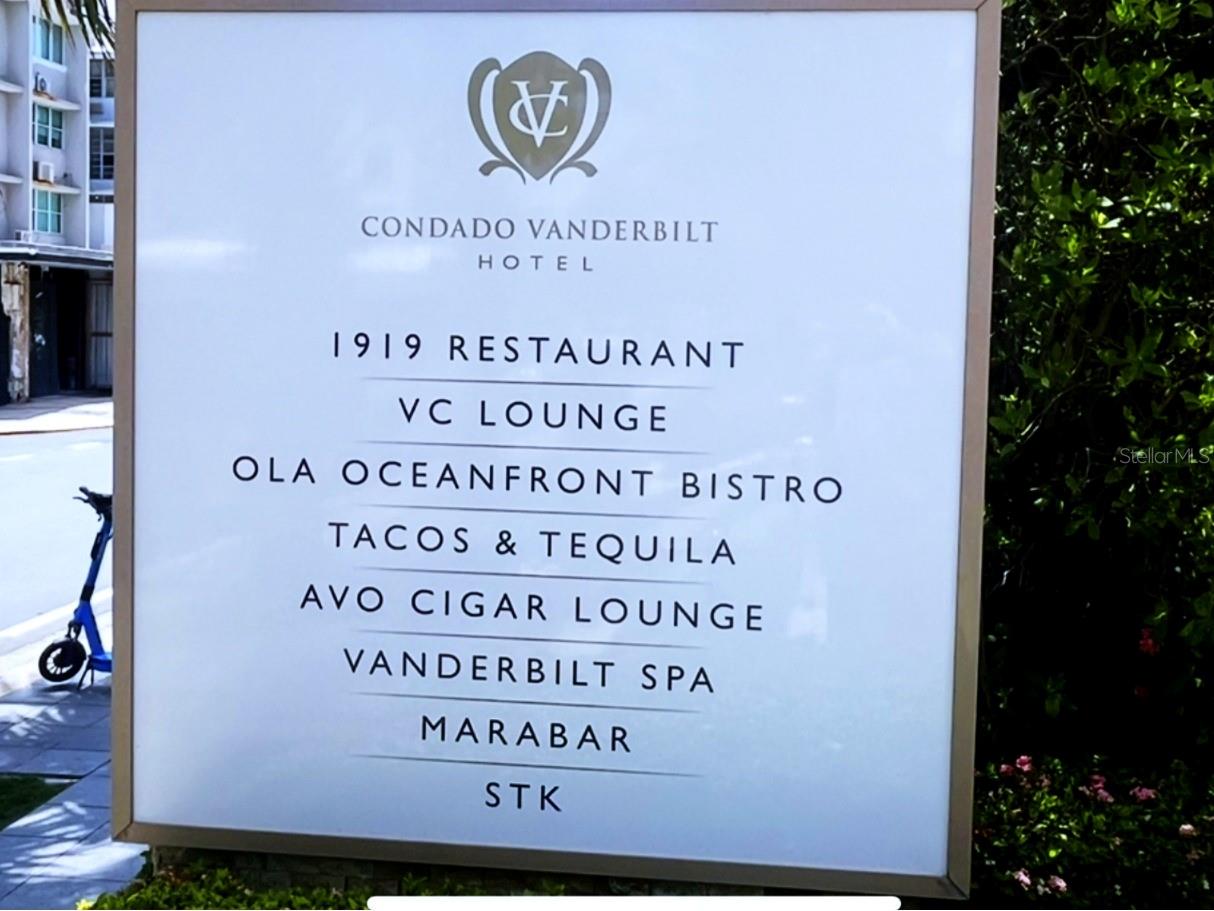 VC
CONDADO VANDERBILT
HOTEL
1919 RESTAURANT
VC LOUNGE
OLA OCEANFRONT BISTRO
TACOS & TEQUILA
AVO CIGAR LOUNGE
VANDERBILT SPA
MARABAR
STK
StellarMLS